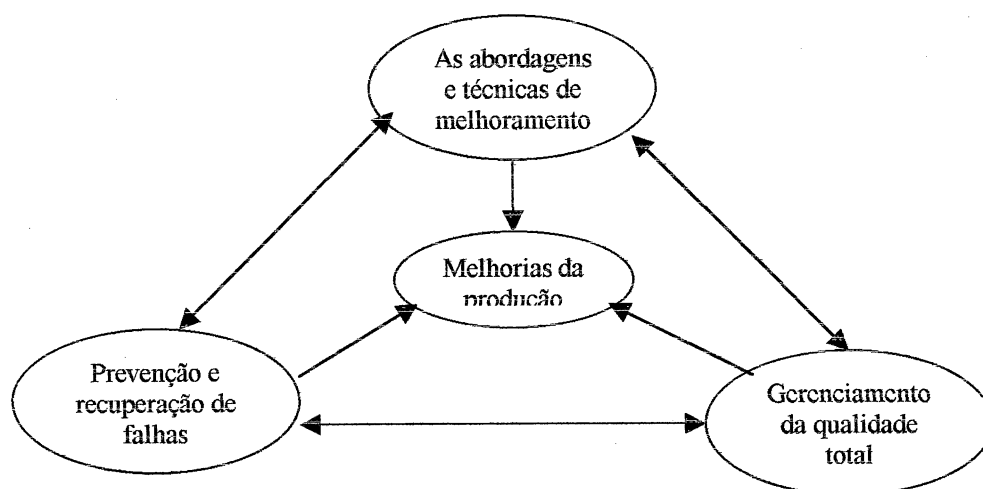 As abordagens
e técnicas de
melhoramento
Melhorias da
produção
Prevenção e
recuperação de
falhas
Gerenciamento
da qualidade
total